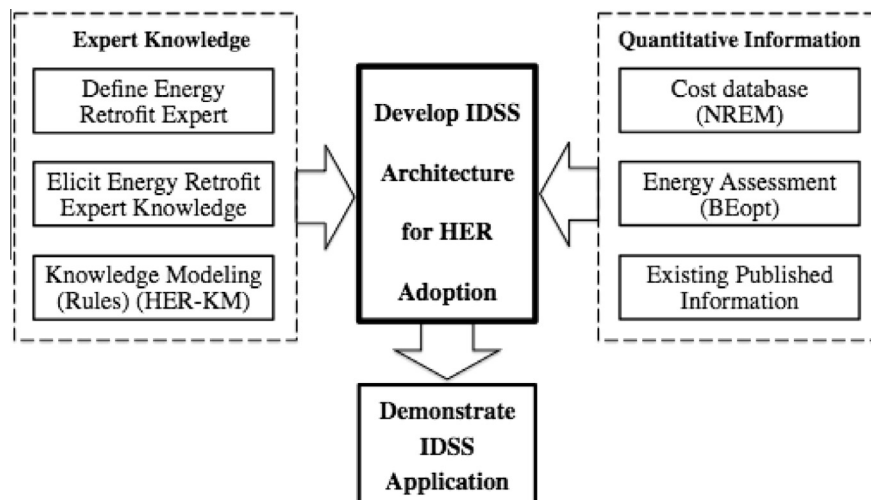 Expert Knowledge
Define Energy
Retrofit Expert
Elicit Energy Retrofit
Expert Knowledge
Knowledge Modeling
(Rules) (HER-KM)
Develop IDSS
Architecture
for HER
Adoption
Quantitative Information
Cost database
(NREM)
Energy Assessment
(BEopt)
Existing Published
Information
Demonstrate
IDSS
Application